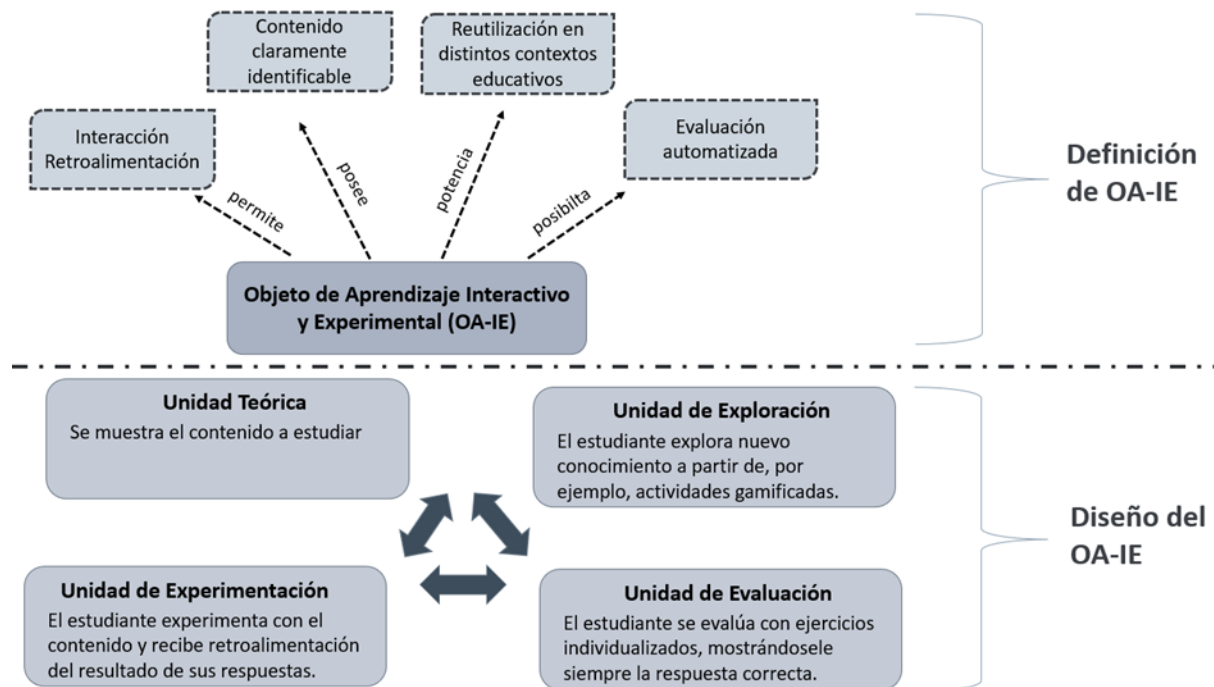 Contenido
claramente
identificable
Reutilización en
distintos contextos
educativos
Interacción
Retroalimentación
Evaluación
automatizada
permite
posee
potencia
posibilta
Objeto de Aprendizaje Interactivo
y Experimental (OA-IE)
Definición
de OA-IE
Unidad Teórica
Se muestra el contenido a estudiar
Unidad de Exploración
El estudiante explora nuevo
conocimiento a partir de, por
ejemplo, actividades gamificadas.
Unidad de Experimentación
El estudiante experimenta con el
contenido y recibe retroalimentación
del resultado de sus respuestas.
Unidad de Evaluación
El estudiante se evalúa con ejercicios
individualizados, mostrándosele
siempre la respuesta correcta.
Diseño del
OA-IE